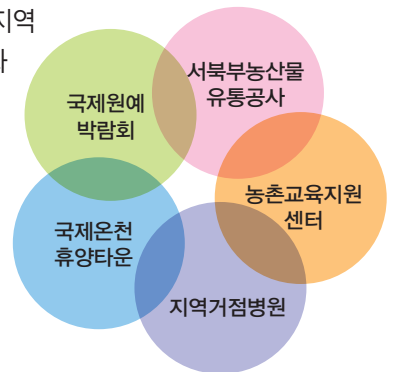 지역
서북부농산물
유통공사
국제원예
박람회
농촌교육지원
센터
국제온천
휴양타운
지역거점병원